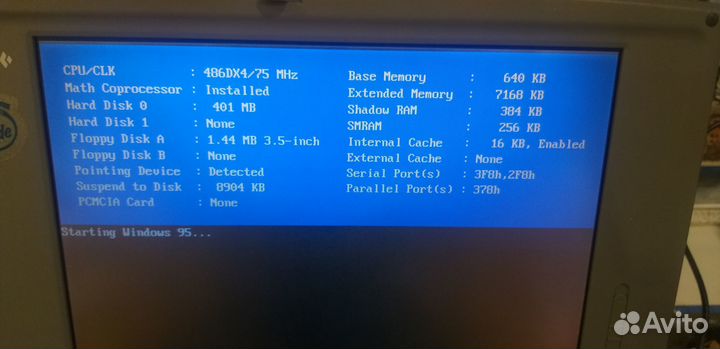 CPU/CLK : 486DX4/75 MHz
Math Coprocessor : Installed
Hard Disk 0 : 401 MB
Hard Disk 1 : None
Floppy Disk A : 1.44 MB 3.5-inch
Floppy Disk B : None
Pointing Device : Detected
Suspend to Disk : 8904 KB
PCMCIA Card : None
Base Memory : 640 KB
Extended Memory : 7168 KB
Shadow RAM : 384 KB
SMRAM : 256 KB
Internal Cache : 16 KB, Enabled
External Cache : None
Serial Port(s) : 3F8h,2F8h
Parallel Port(s) : 378h
Starting Windows 95...
Avito